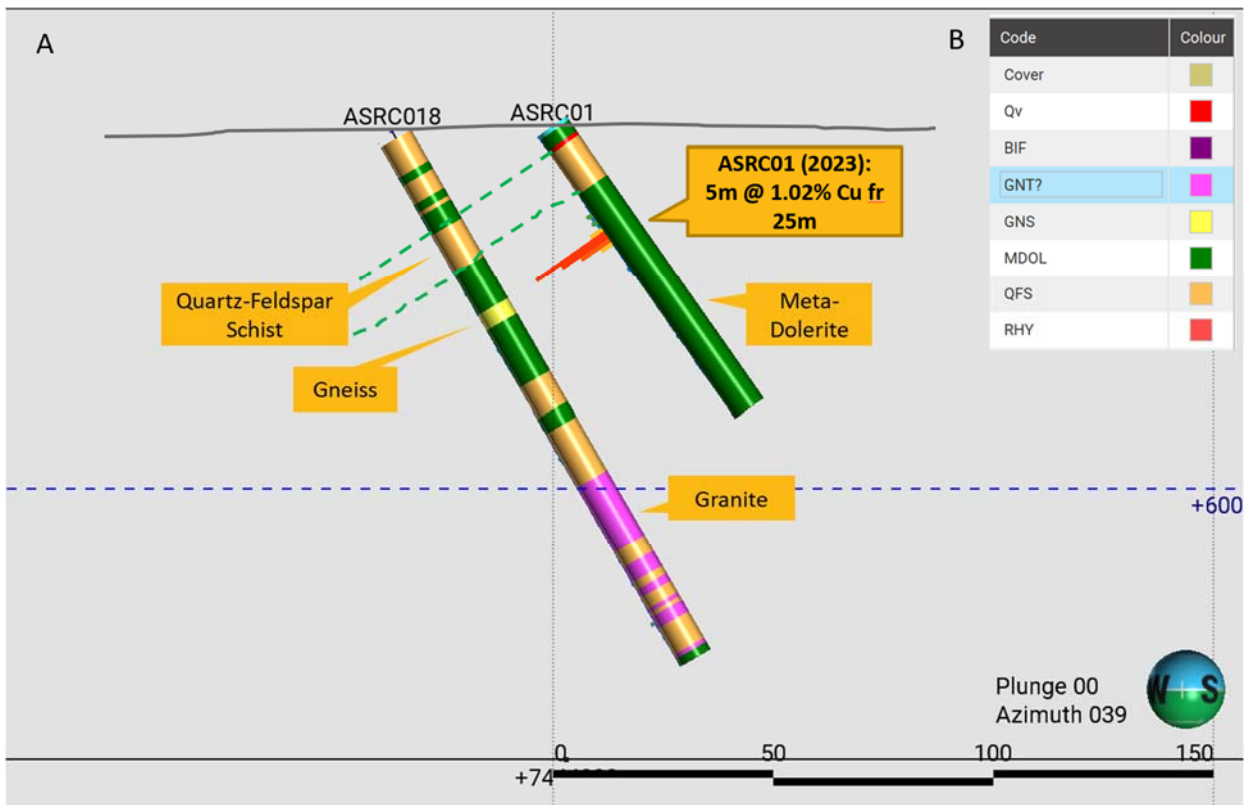 A
B
Code Colour
Cover
Qv
BIF
GNT?
GNS
MDOL
QFS
RHY
ASRC018
ASRC01
ASRC01 (2023):
5m @ 1.02% Cu fr
25m
Quartz-Feldspar
Schist
Meta-
Dolerite
Gneiss
Granite
+600
Plunge 00
Azimuth 039
W S
0 50 100 150
+74